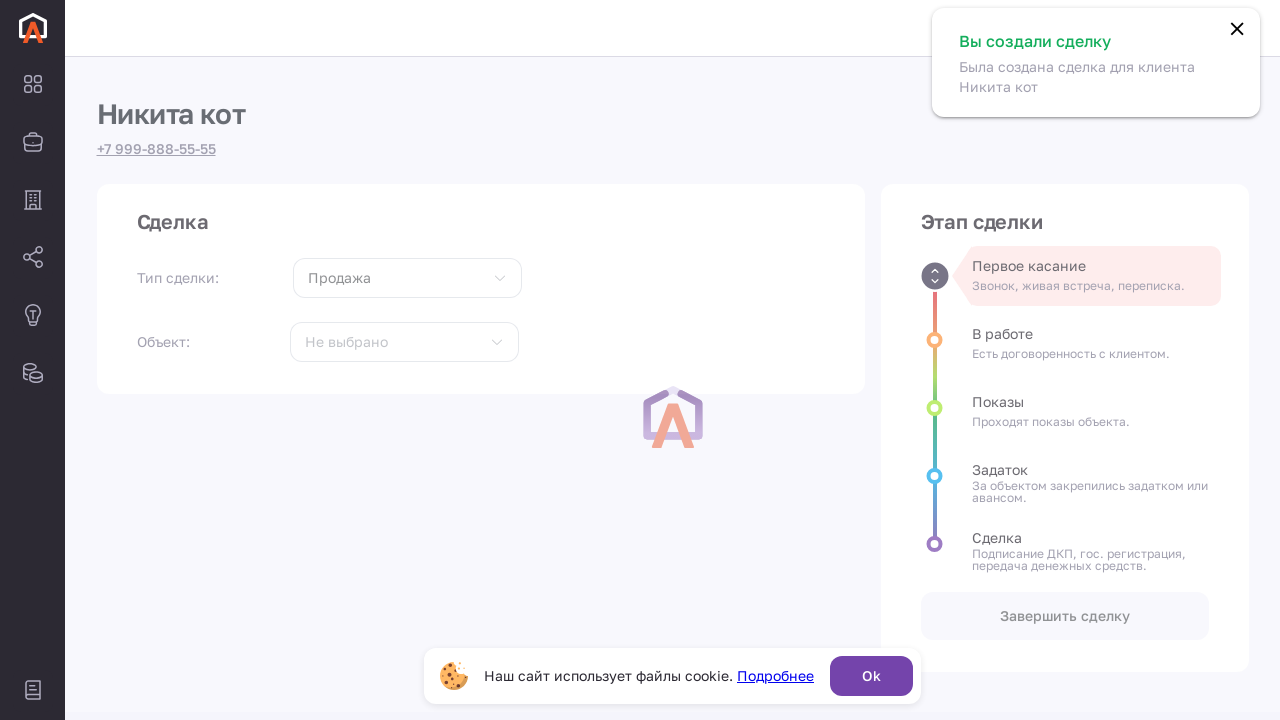 Вы создали сделку
Была создана сделка для клиента
Никита кот
Никита кот
+7 999-888-55-55
Сделка
Тип сделки:
Продажа
Объект:
Не выбрано
Этап сделки
Первое касание
Звонок, живая встреча, переписка.
В работе
Есть договоренность с клиентом.
Показы
Проходят показы объекта.
Задаток
За объектом закрепились задатком или
авансом.
Сделка
Подписание ДКП, гос. регистрация,
передача денежных средств.
Завершить сделку
Наш сайт использует файлы cookie. Подробнее
Ok